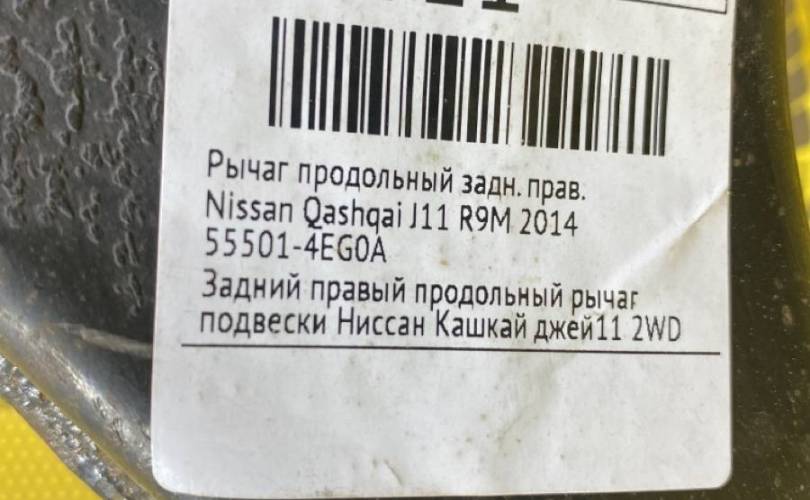 Рычаг продольный задн. прав.
Nissan Qashqai J11 R9M 2014
55501-4EG0A
Задний правый продольный рычаг
подвески Ниссан Кашкай джей11 2WD